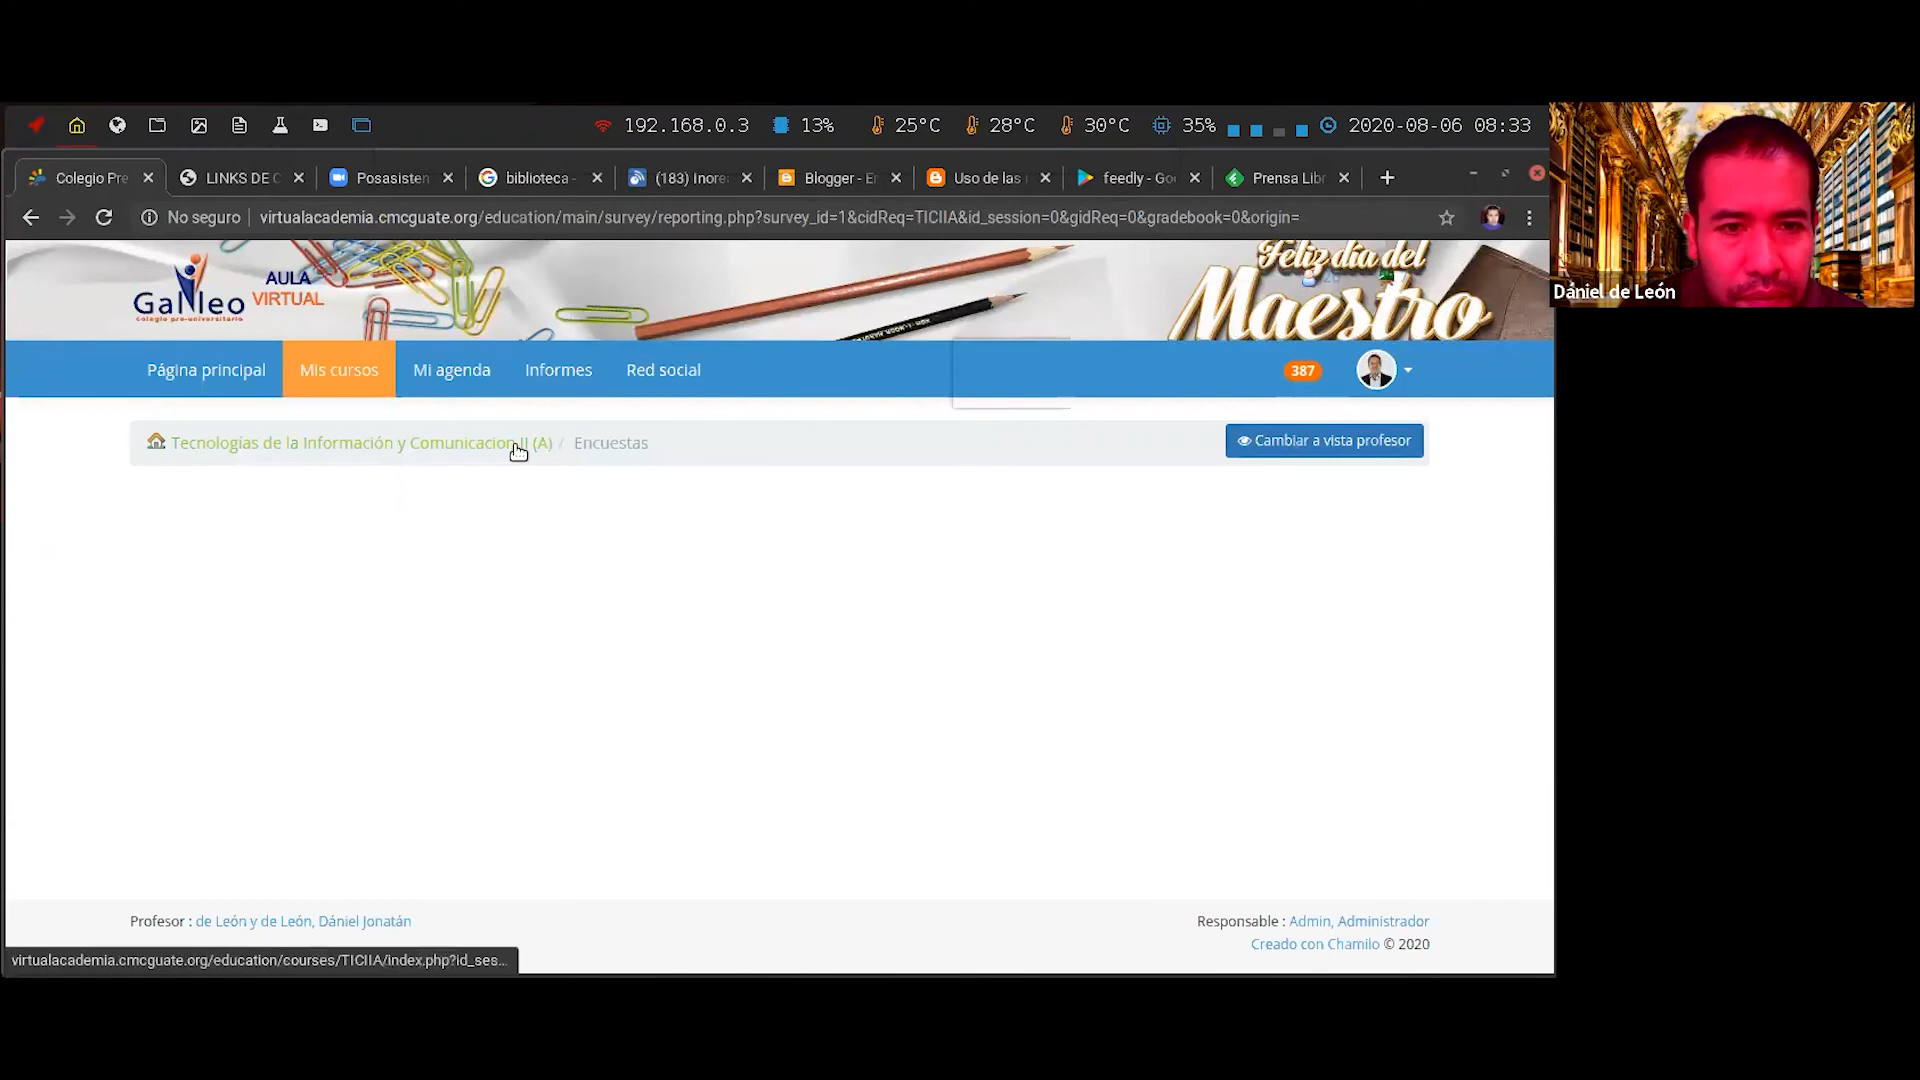 192.168.0.3 13% 25°C 28°C 30°C 35% 2020-08-06 08:33
Colegio Pre LINKS DE C Posasisten biblioteca - (183) Inore Blogger - E Uso de las feedly - Go Prensa Libr
No seguro virtualacademia.cmcguate.org/education/main/survey/reporting.php?survey_id=1&cidReq=TICIIA&id_session=0&gidReq=0&gradebook=0&origin=
Galileo
colegio pre-universitario
AULA
VIRTUAL
Feliz día del
Maestro
Dániel de León
Página principal Mis cursos Mi agenda Informes Red social 387
Tecnologías de la Información y Comunicacion II (A) / Encuestas
Cambiar a vista profesor
Profesor : de León y de León, Dániel Jonatán
Responsable : Admin, Administrador
Creado con Chamilo © 2020
virtualacademia.cmcguate.org/education/courses/TICIIA/index.php?id_ses...